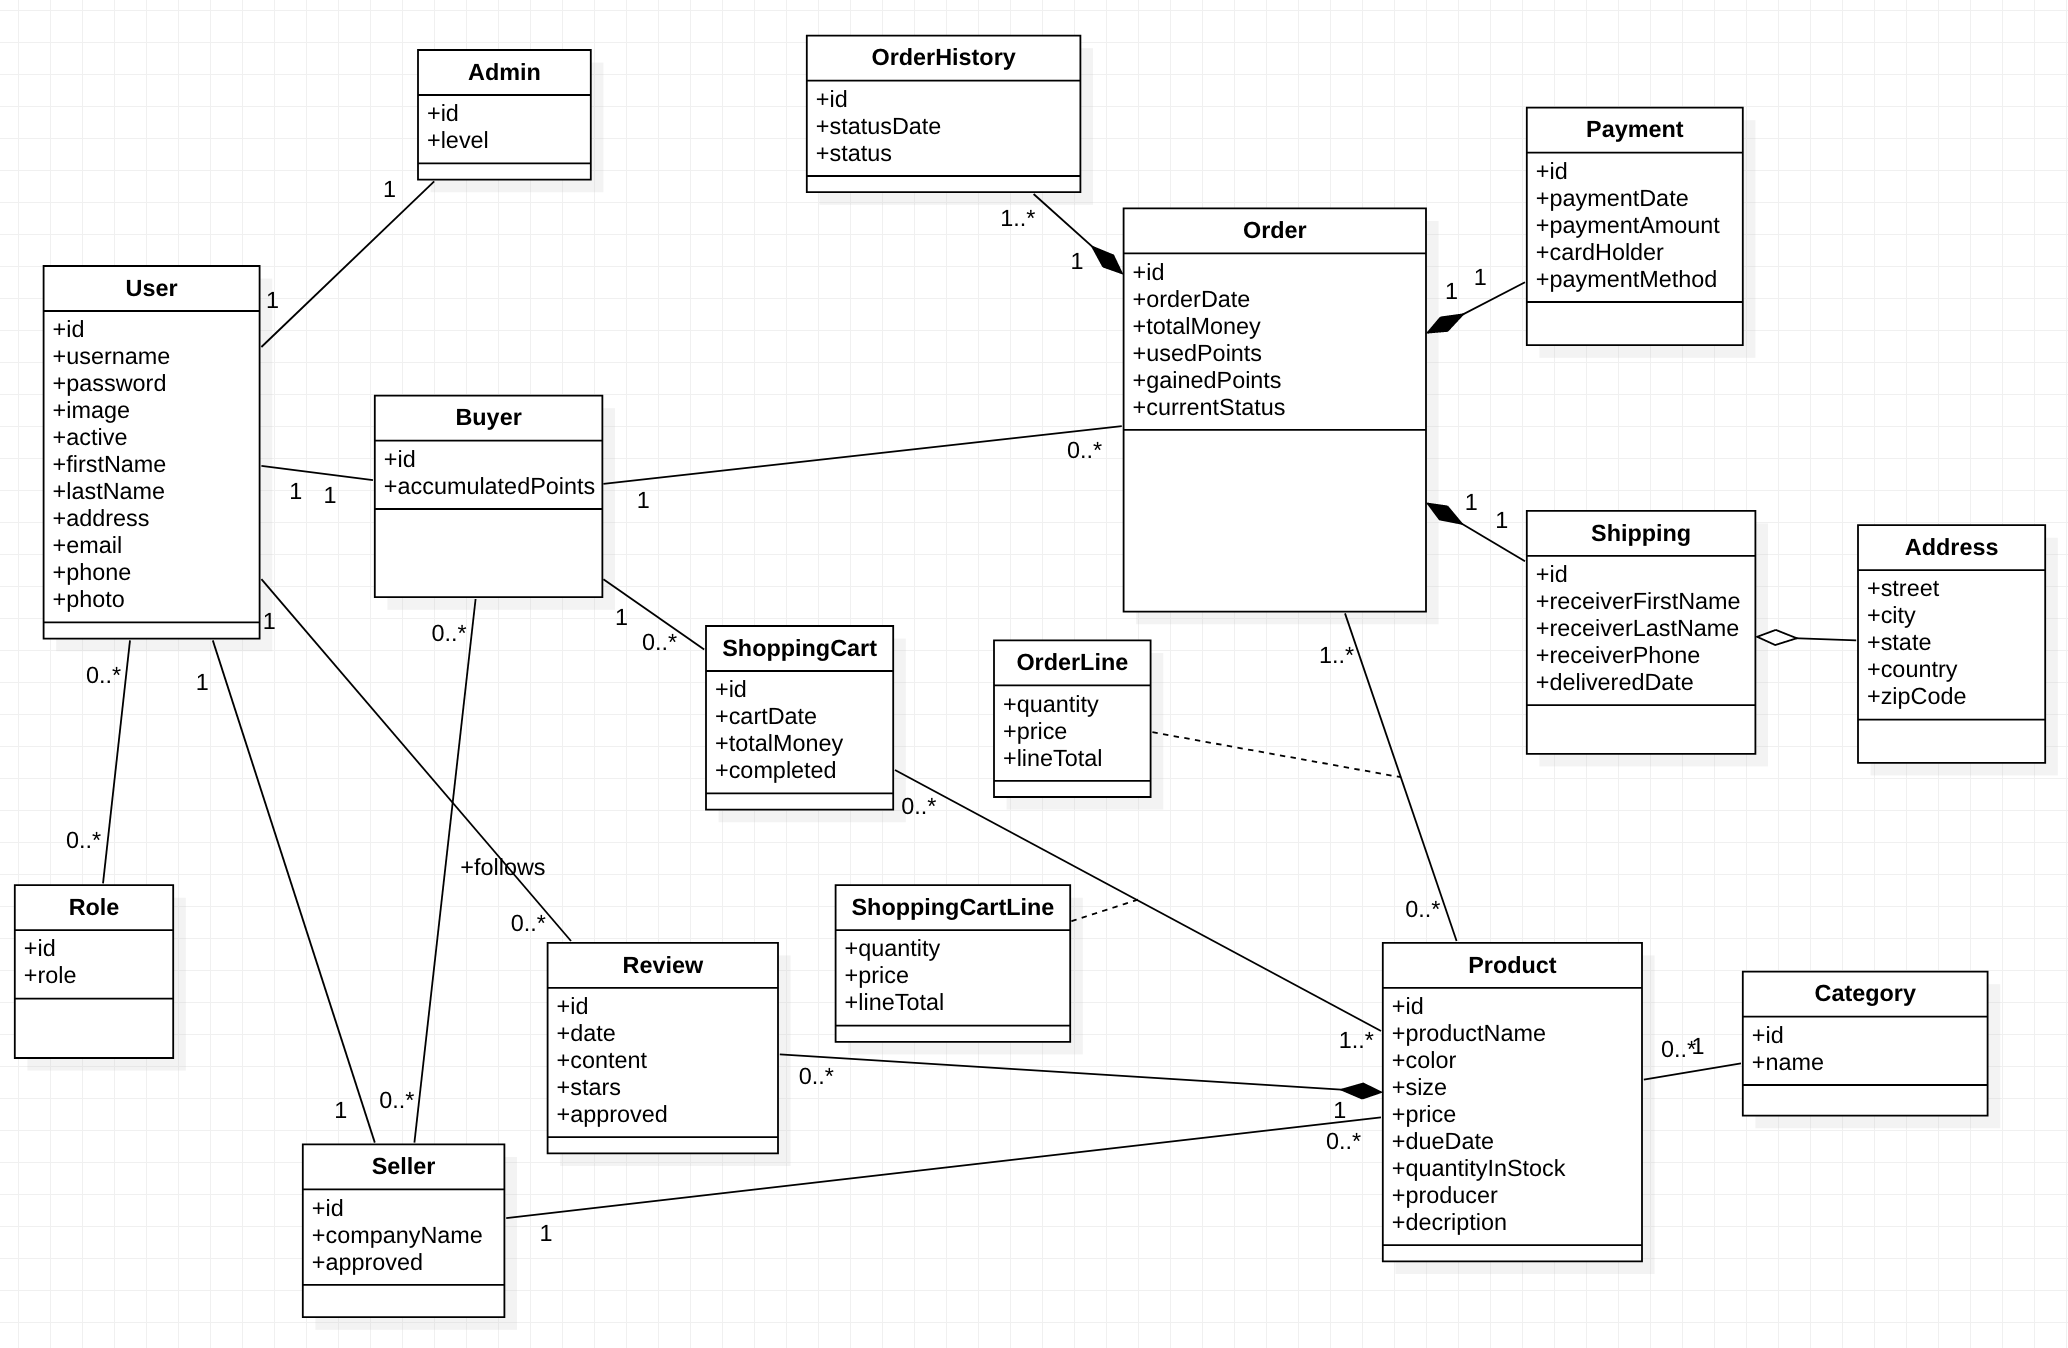 Admin
+id
+level
OrderHistory
+id
+statusDate
+status
Payment
+id
+paymentDate
+paymentAmount
+cardHolder
+paymentMethod
1
1..*
1
Order
+id
+orderDate
+totalMoney
+usedPoints
+gainedPoints
+currentStatus
1
1
User
+id
+username
+password
+image
+active
+firstName
+lastName
+address
+email
+phone
+photo
1
1
1
Buyer
+id
+accumulatedPoints
1
0..*
1
1
Shipping
+id
+receiverFirstName
+receiverLastName
+receiverPhone
+deliveredDate
Address
+street
+city
+state
+country
+zipCode
1
0..*
1
0..*
1
0..*
ShoppingCart
+id
+cartDate
+totalMoney
+completed
OrderLine
+quantity
+price
+lineTotal
1..*
0..*
0..*
+follows
0..*
0..*
Role
+id
+role
Review
+id
+date
+content
+stars
+approved
ShoppingCartLine
+quantity
+price
+lineTotal
Product
+id
+productName
+color
+size
+price
+dueDate
+quantityInStock
+producer
+decription
Category
+id
+name
1..*
0..*
1
0..*
1
0..*
1
0..*
Seller
+id
+companyName
+approved
1